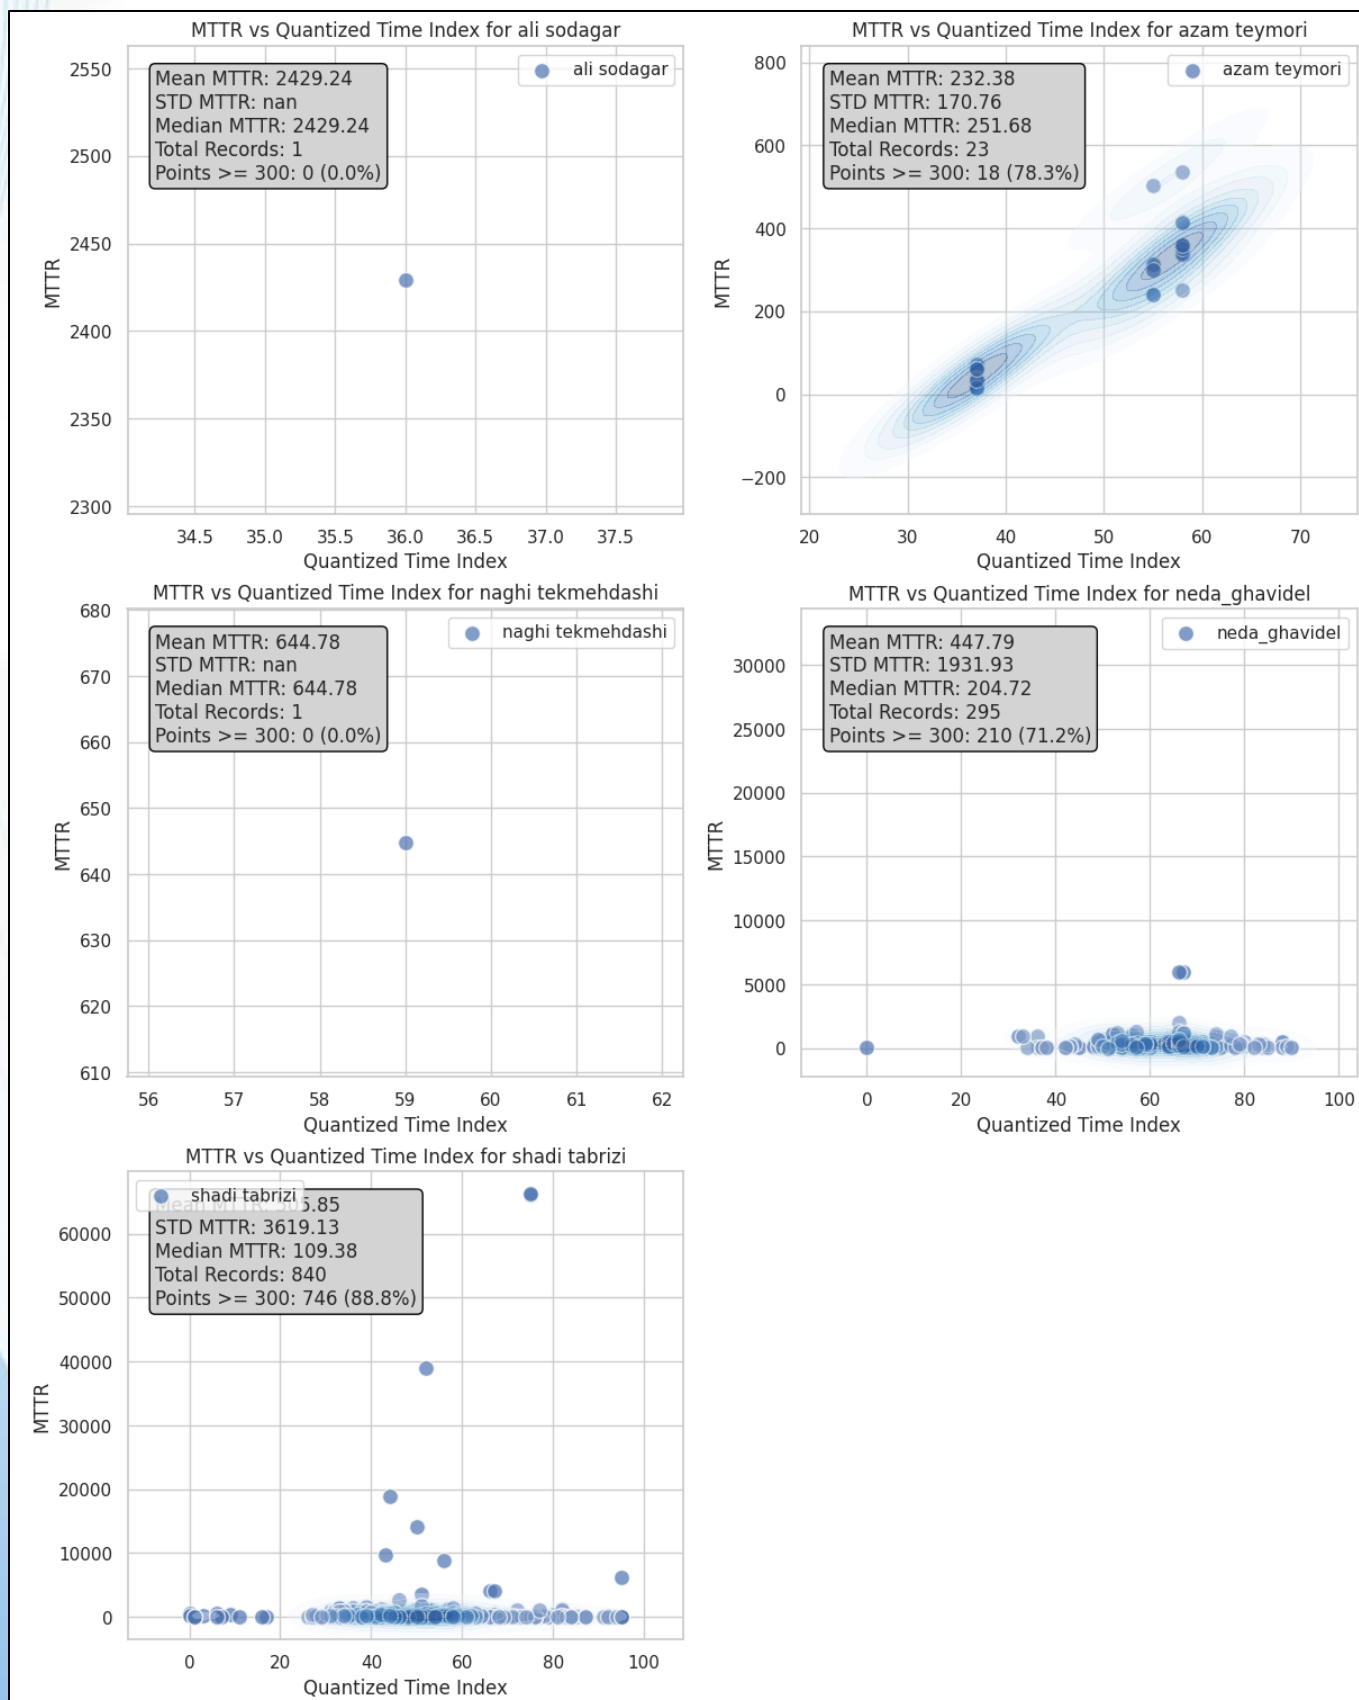 MTTR vs Quantized Time Index for ali sodagar
Mean MTTR: 2429.24
STD MTTR: nan
Median MTTR: 2429.24
Total Records: 1
Points >= 300: 0 (0.0%)
ali sodagar
2550
2500
2450
2400
2350
2300
MTTR
34.5 35.0 35.5 36.0 36.5 37.0 37.5
Quantized Time Index
MTTR vs Quantized Time Index for azam teymori
Mean MTTR: 232.38
STD MTTR: 170.76
Median MTTR: 251.68
Total Records: 23
Points >= 300: 18 (78.3%)
azam teymori
800
600
400
200
0
−200
MTTR
20 30 40 50 60 70
Quantized Time Index
MTTR vs Quantized Time Index for naghi tekmehdashi
Mean MTTR: 644.78
STD MTTR: nan
Median MTTR: 644.78
Total Records: 1
Points >= 300: 0 (0.0%)
naghi tekmehdashi
680
670
660
650
640
630
620
610
MTTR
56 57 58 59 60 61 62
Quantized Time Index
MTTR vs Quantized Time Index for neda_ghavidel
Mean MTTR: 447.79
STD MTTR: 1931.93
Median MTTR: 204.72
Total Records: 295
Points >= 300: 210 (71.2%)
neda_ghavidel
30000
25000
20000
15000
10000
5000
0
MTTR
0 20 40 60 80 100
Quantized Time Index
MTTR vs Quantized Time Index for shadi tabrizi
shadi tabrizi
Mean MTTR:
STD MTTR: 3619.13
Median MTTR: 109.38
Total Records: 840
Points >= 300: 746 (88.8%)
60000
50000
40000
30000
20000
10000
0
MTTR
0 20 40 60 80 100
Quantized Time Index